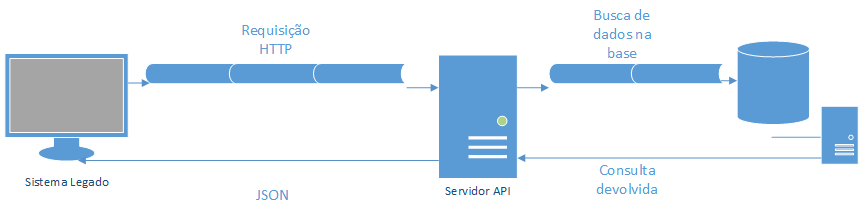 Requisição
HTTP
Busca de
dados na
base
Sistema Legado
JSON
Servidor API
Consulta
devolvida